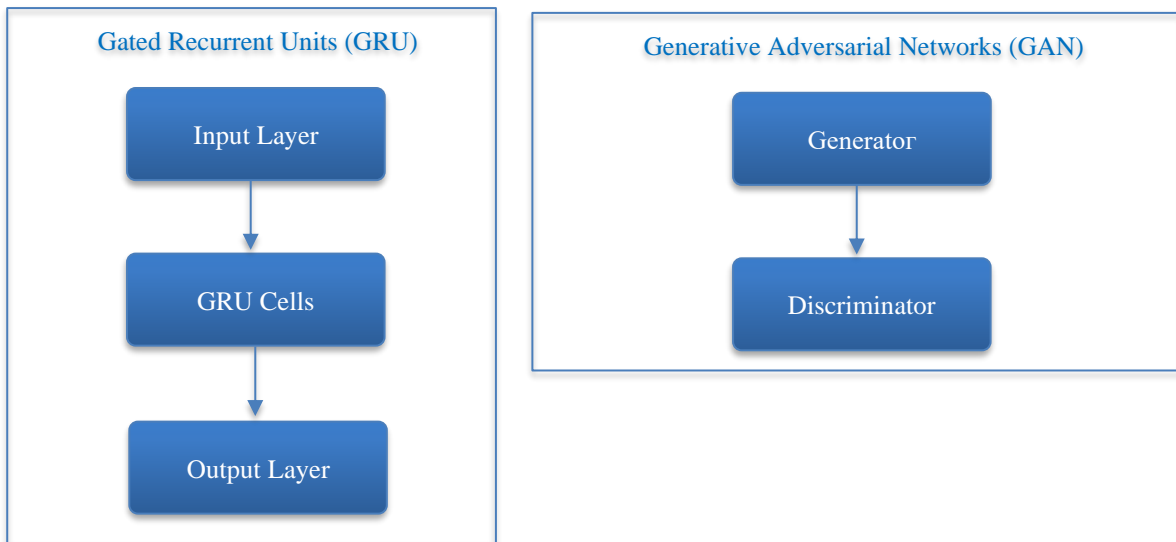 Gated Recurrent Units (GRU)
Input Layer
GRU Cells
Output Layer
Generative Adversarial Networks (GAN)
Generator
Discriminator